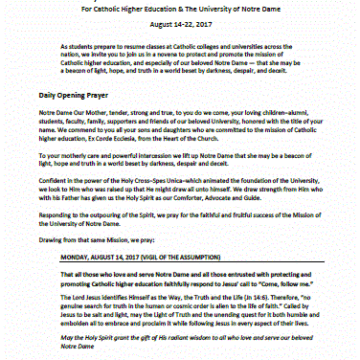 For Catholic Higher Education & The University of Notre Dame
August 14-22, 2017
As students prepare to resume classes at Catholic colleges and universities across the
nation, we invite you to join us in a novena to protect and promote the mission of
Catholic higher education, and especially of our beloved Notre Dame — that she may be
a beacon of light, hope, and truth in a world beset by darkness, despair, and deceit.
Daily Opening Prayer
Notre Dame Our Mother, tender, strong and true, to you do we come, your loving children–alumni,
students, faculty, family, supporters and friends of our beloved University, honored with the title of your
name. We commend to you all your sons and daughters who are committed to the mission of Catholic
higher education, Ex Corde Ecclesia, from the Heart of the Church.
To your motherly care and powerful intercession we lift up Notre Dame that she may be a beacon of
light, hope and truth in a world beset by darkness, despair and deceit.
Confident in the power of the Holy Cross–Spes Unica–which animated the foundation of the University,
we look to Him who was raised up that He might draw all unto himself. We draw strength from Him who
with his Father has given us the Holy Spirit as our Comforter, Advocate and Guide.
Responding to the outpouring of the Spirit, we pray for the faithful and fruitful success of the Mission of
the University of Notre Dame.
Drawing from that same Mission, we pray:
MONDAY, AUGUST 14, 2017 (VIGIL OF THE ASSUMPTION)
That all those who love and serve Notre Dame and all those entrusted with protecting and
promoting Catholic higher education faithfully respond to Jesus' call to "Come, follow me."
The Lord Jesus identifies Himself as the Way, the Truth and the Life (Jn 14:6). Therefore, "no
genuine search for truth in the human or cosmic order is alien to the life of faith." Called by
Jesus to be salt and light, may the Light of Truth and the unending quest for it both humble and
embolden all to embrace and proclaim it while following Jesus in every aspect of their lives.
May the Holy Spirit grant the gift of His radiant wisdom to all who love and serve our beloved
Notre Dame